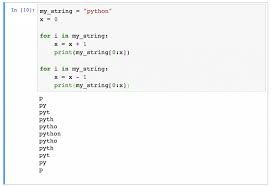 In [10]: my_string = "python"
x = 0
for i in my_string:
    x = x + 1
    print(my_string[0:x])
for i in my_string:
    x = x - 1
    print(my_string[0:x])
p
py
pyt
pyth
pytho
python
pytho
pyth
pyt
py
p